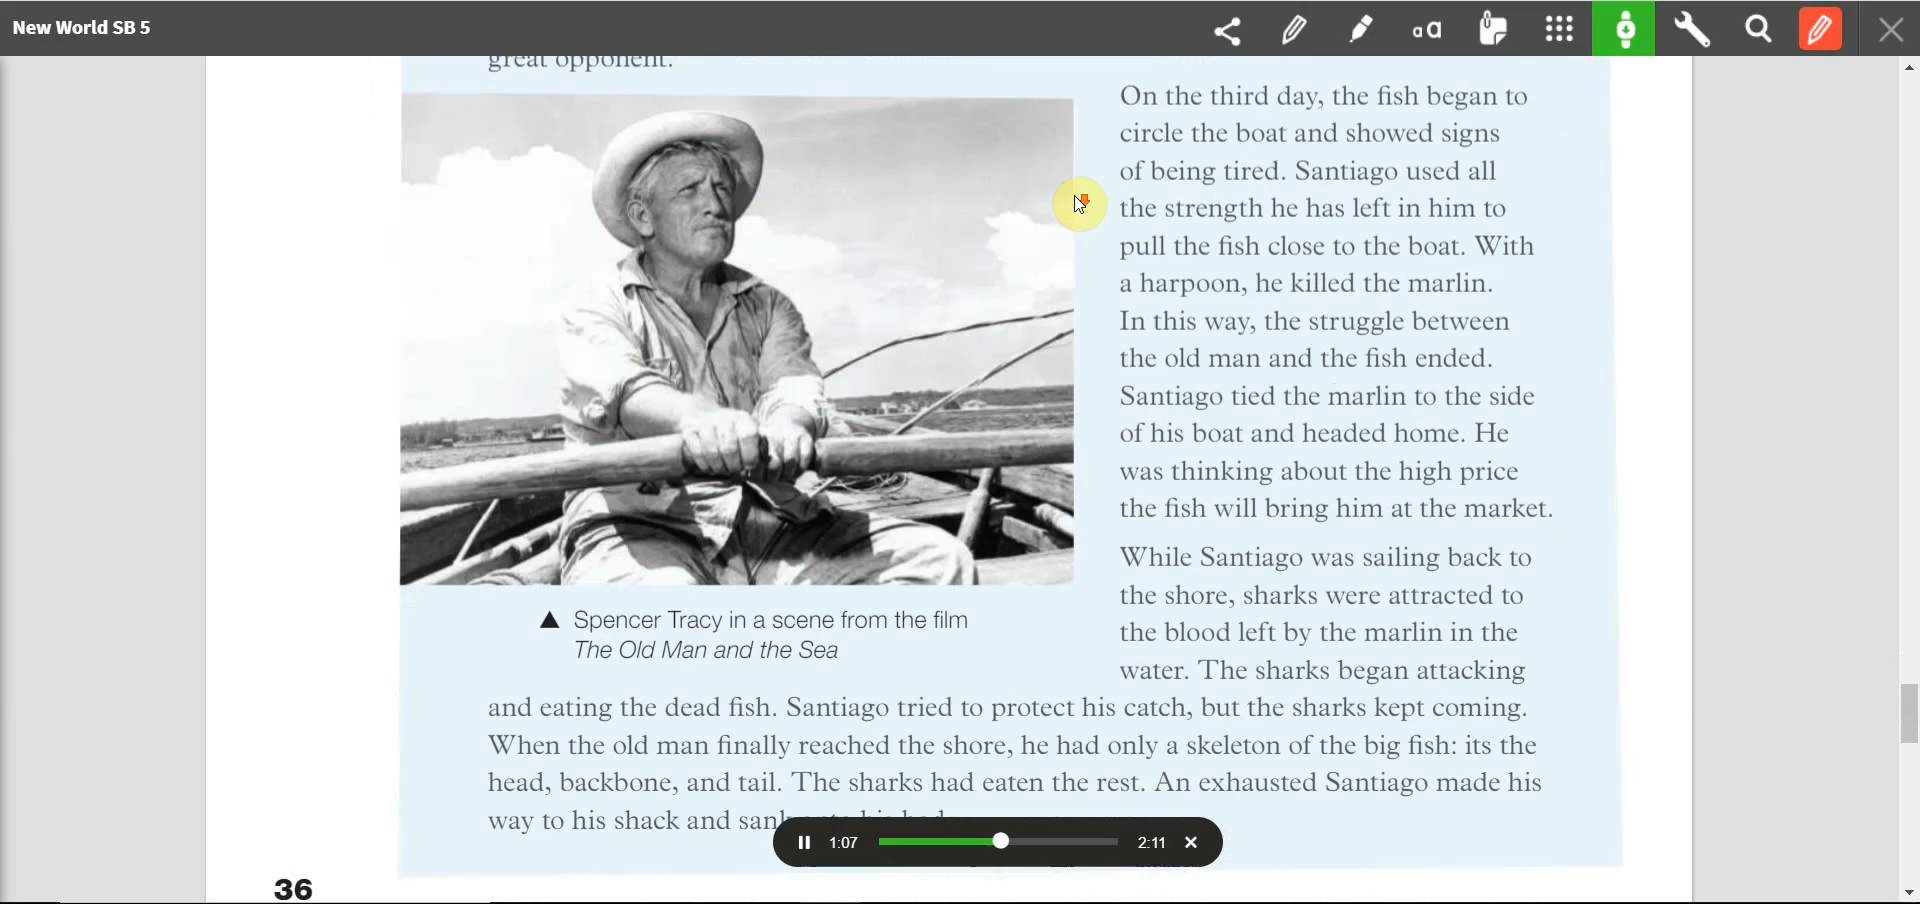 New World SB 5
great opponent.
On the third day, the fish began to
circle the boat and showed signs
of being tired. Santiago used all
the strength he has left in him to
pull the fish close to the boat. With
a harpoon, he killed the marlin.
In this way, the struggle between
the old man and the fish ended.
Santiago tied the marlin to the side
of his boat and headed home. He
was thinking about the high price
the fish will bring him at the market.
While Santiago was sailing back to
the shore, sharks were attracted to
the blood left by the marlin in the
water. The sharks began attacking
▲ Spencer Tracy in a scene from the film
The Old Man and the Sea
and eating the dead fish. Santiago tried to protect his catch, but the sharks kept coming.
When the old man finally reached the shore, he had only a skeleton of the big fish: its the
head, backbone, and tail. The sharks had eaten the rest. An exhausted Santiago made his
way to his shack and
1:07 2:11
36